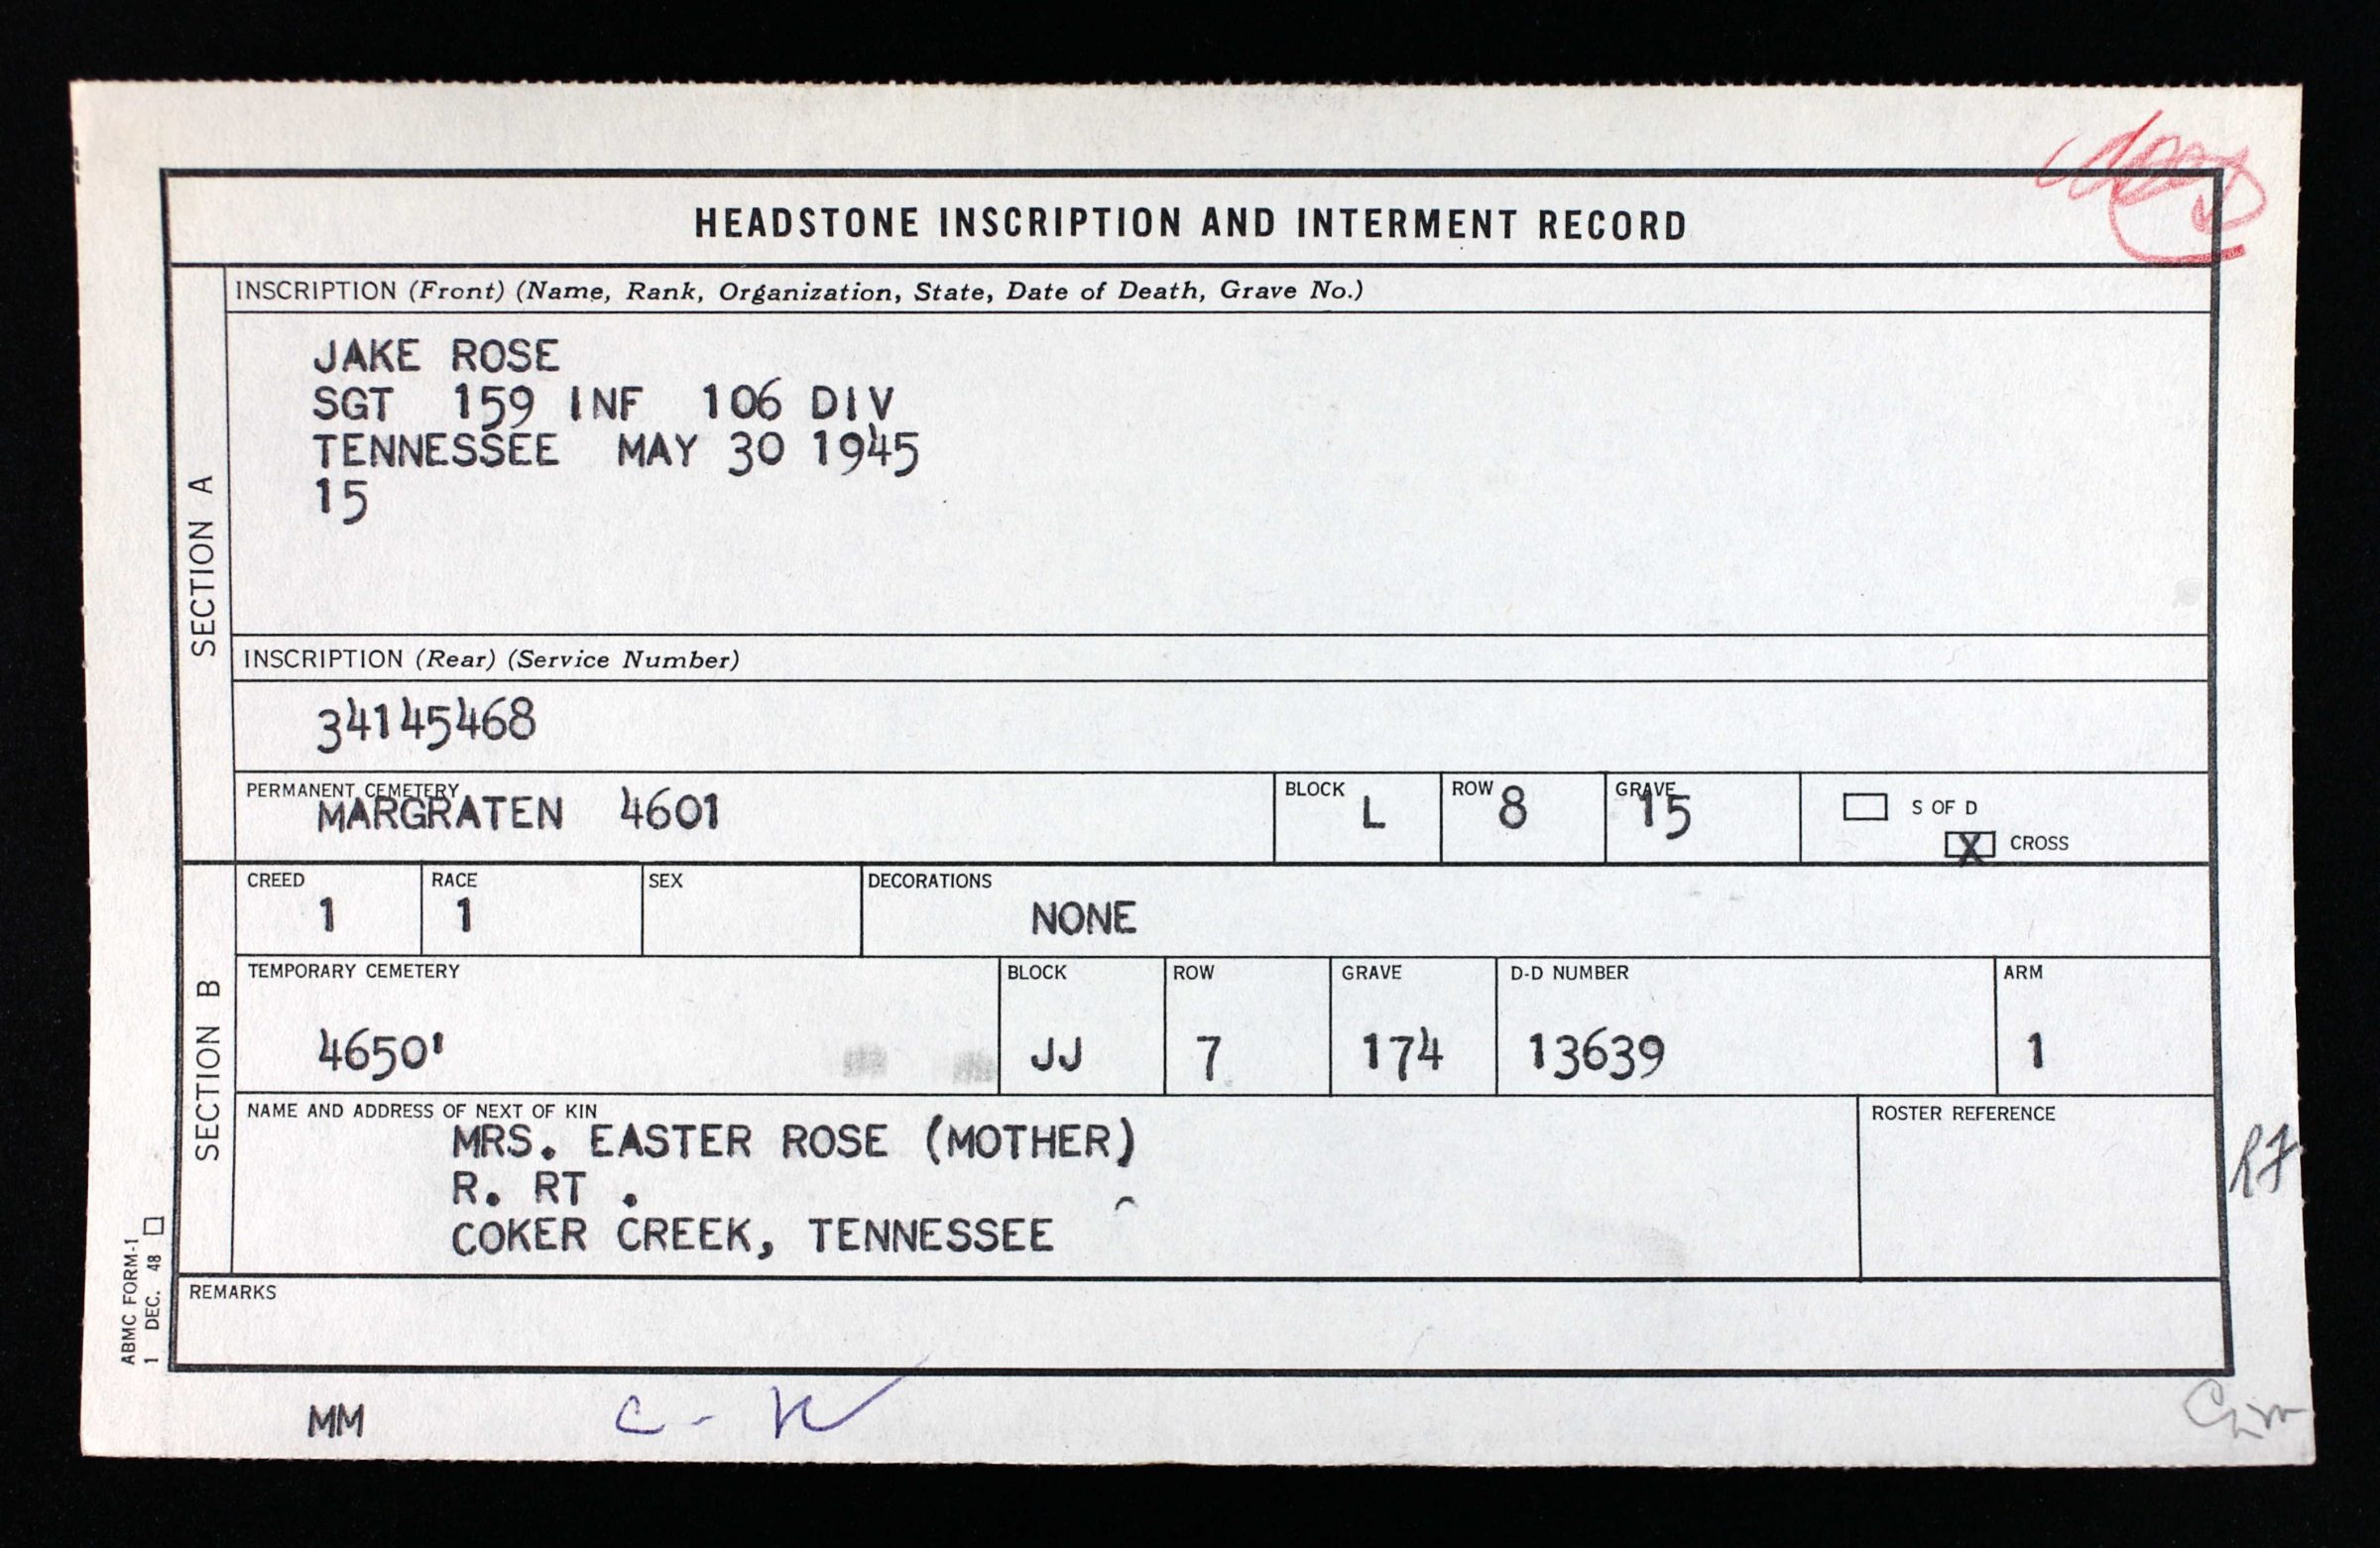 HEADSTONE INSCRIPTION AND INTERMENT RECORD
SECTION A
INSCRIPTION (Front) (Name, Rank, Organization, State, Date of Death, Grave No.)
JAKE ROSE
SGT 159 INF 106 DIV
TENNESSEE MAY 30 1945
15
INSCRIPTION (Rear) (Service Number)
34145468
PERMANENT CEMETERY BLOCK ROW GRAVE
MARGRATEN 4601 L 8 15
S OF D
X CROSS
SECTION B
CREED RACE SEX DECORATIONS
1 1 NONE
TEMPORARY CEMETERY BLOCK ROW GRAVE D-D NUMBER ARM
4650' JJ 7 174 13639 1
NAME AND ADDRESS OF NEXT OF KIN ROSTER REFERENCE
MRS. EASTER ROSE (MOTHER)
R. RT .
COKER CREEK, TENNESSEE
REMARKS
ABMC FORM-1
1 DEC. 48
MM C - K